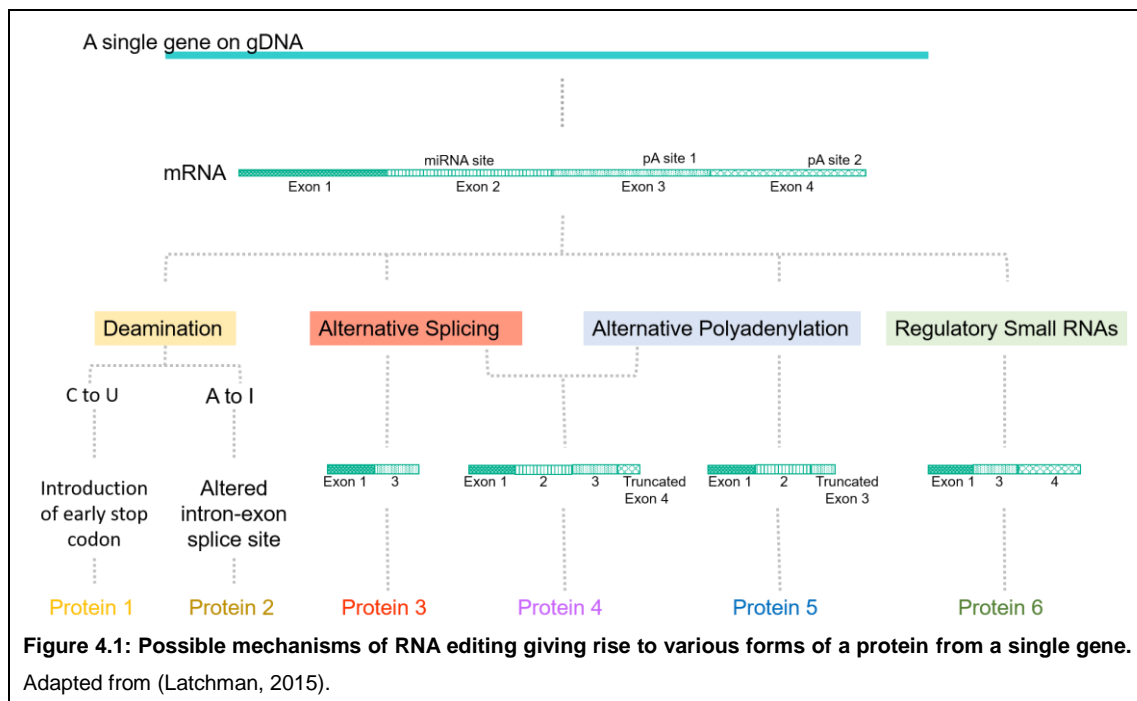 A single gene on gDNA
miRNA site pA site 1 pA site 2
mRNA
Exon 1 Exon 2 Exon 3 Exon 4
Deamination Alternative Splicing Alternative Polyadenylation Regulatory Small RNAs
C to U A to I
Introduction
of early stop
codon
Altered
intron-exon
splice site
Exon 1 3
Exon 1 2 3 Truncated
Exon 4
Exon 1 2 Truncated
Exon 3
Exon 1 3 4
Protein 1 Protein 2 Protein 3 Protein 4 Protein 5 Protein 6
Figure 4.1: Possible mechanisms of RNA editing giving rise to various forms of a protein from a single gene.
Adapted from (Latchman, 2015).